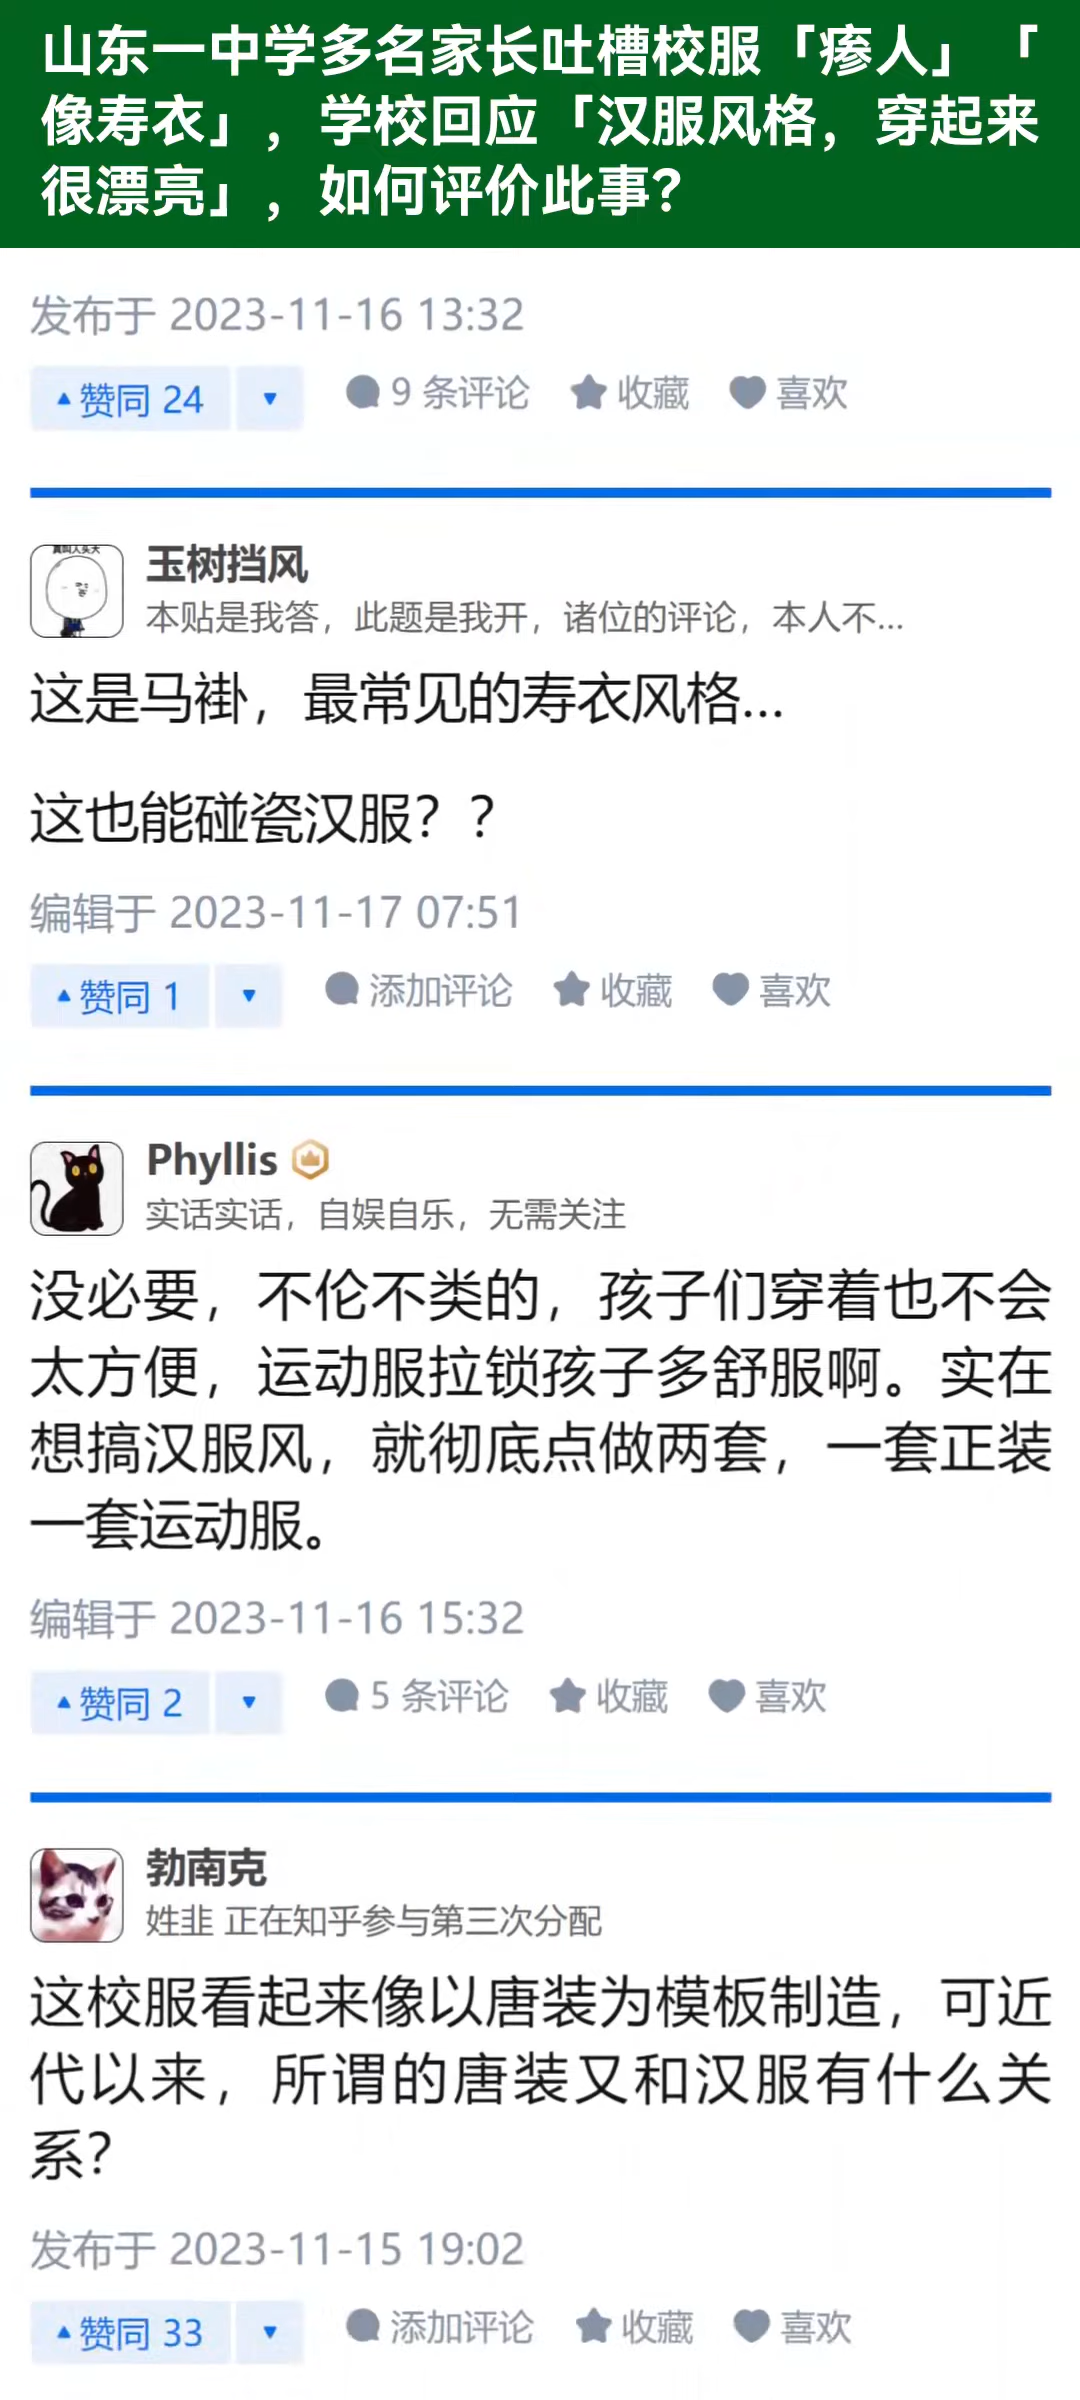 山东一中学多名家长吐槽校服「瘆人」「
像寿衣」，学校回应「汉服风格，穿起来
很漂亮」，如何评价此事？
发布于 2023-11-16 13:32
赞同 24 9 条评论 收藏 喜欢
真叫人头大
玉树挡风
本贴是我答，此题是我开，诸位的评论，本人不...
这是马褂，最常见的寿衣风格...
这也能碰瓷汉服？？
编辑于 2023-11-17 07:51
赞同 1 添加评论 收藏 喜欢
Phyllis
实话实话，自娱自乐，无需关注
没必要，不伦不类的，孩子们穿着也不会
太方便，运动服拉锁孩子多舒服啊。实在
想搞汉服风，就彻底点做两套，一套正装
一套运动服。
编辑于 2023-11-16 15:32
赞同 2 5 条评论 收藏 喜欢
勃南克
姓韭 正在知乎参与第三次分配
这校服看起来像以唐装为模板制造，可近
代以来，所谓的唐装又和汉服有什么关
系？
发布于 2023-11-15 19:02
赞同 33 添加评论 收藏 喜欢